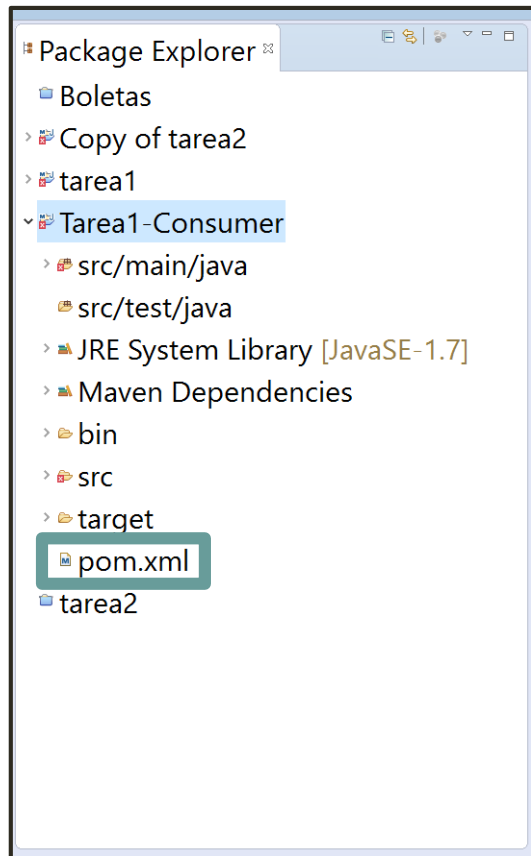 Package Explorer
Boletas
Copy of tarea2
tarea1
Tarea1-Consumer
src/main/java
src/test/java
JRE System Library [JavaSE-1.7]
Maven Dependencies
bin
src
target
pom.xml
tarea2